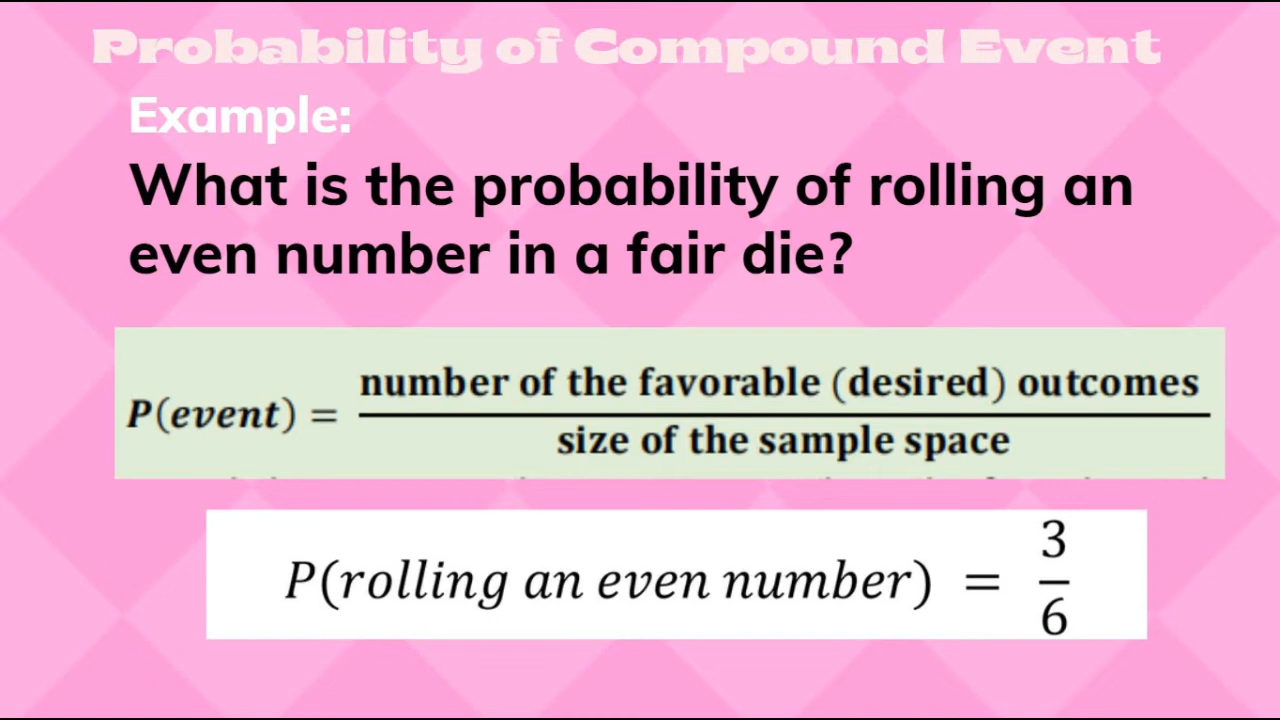 Probability of Compound Event
Example:
What is the probability of rolling an
even number in a fair die?
P(event) = number of the favorable (desired) outcomes
size of the sample space
P(rolling an even number) = 3
6